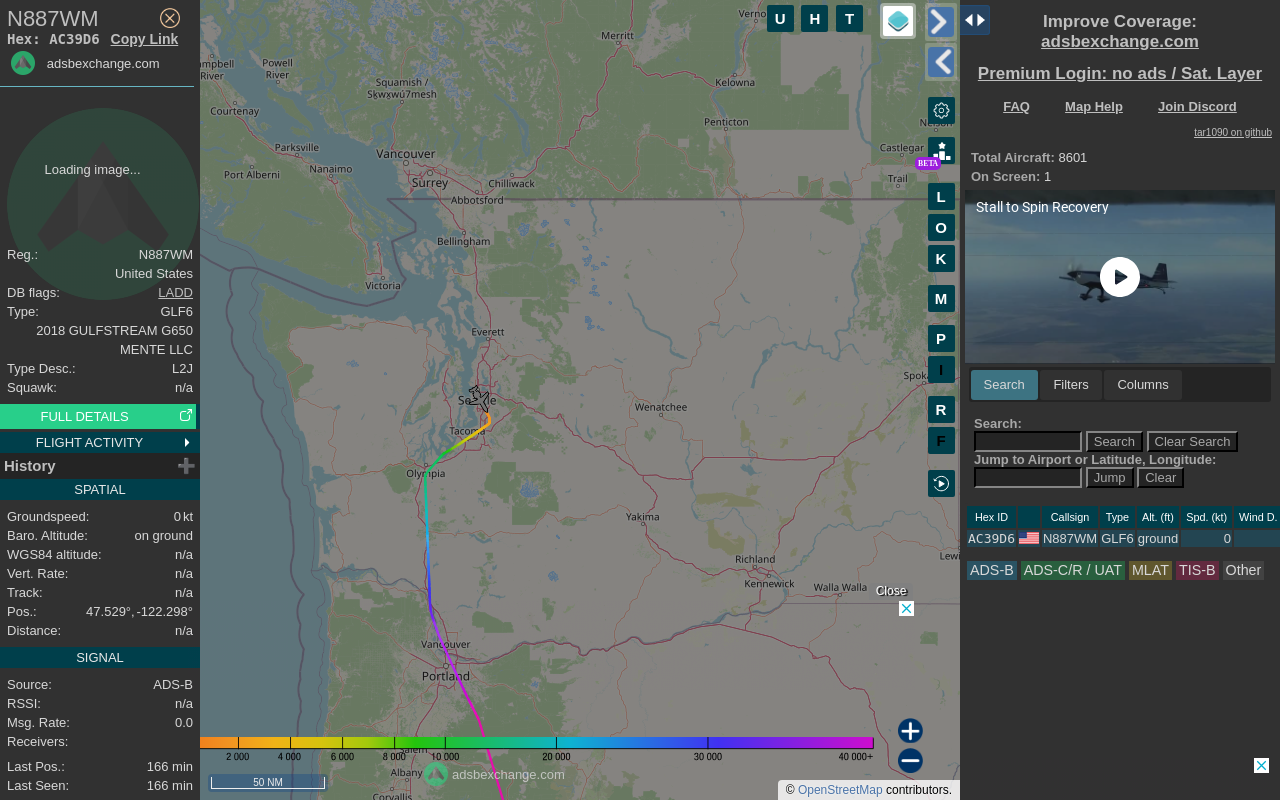 N887WM
Hex: AC39D6 Copy Link
adsbexchange.com
Loading image...
Reg.: N887WM
United States
DB flags: LADD
Type: GLF6
2018 GULFSTREAM G650
MENTE LLC
Type Desc.: L2J
Squawk: n/a
FULL DETAILS
FLIGHT ACTIVITY
History
SPATIAL
Groundspeed: 0 kt
Baro. Altitude: on ground
WGS84 altitude: n/a
Vert. Rate: n/a
Track: n/a
Pos.: 47.529°, -122.298°
Distance: n/a
SIGNAL
Source: ADS-B
RSSI: n/a
Msg. Rate: 0.0
Receivers:
Last Pos.: 166 min
Last Seen: 166 min
U H T
Merritt
Powell
River
River
Squamish /
Sḵwx̱wú7mesh
Kelowna
Courtenay
Penticton
Parksville
Vancouver
Castlegar
Port Alberni
Nanaimo
Surrey
Chilliwack
Trail
BETA
Abbotsford
L
O
K
Bellingham
Victoria
M
Everett
P
I
Wenatchee
R
Tacoma
F
Olympia
Yakima
Richland
Kennewick
Walla Walla
Close
Vancouver
Portland
2 000 4 000 6 000 8 000 10 000 20 000 30 000 40 000+
Albany
adsbexchange.com
50 NM
Corvallis
© OpenStreetMap contributors.
Improve Coverage:
adsbexchange.com
Premium Login: no ads / Sat. Layer
FAQ Map Help Join Discord
tar1090 on github
Total Aircraft: 8601
On Screen: 1
Stall to Spin Recovery
Search Filters Columns
Search:
Search Clear Search
Jump to Airport or Latitude, Longitude:
Jump Clear
Hex ID Callsign Type Alt. (ft) Spd. (kt) Wind D.
AC39D6 N887WM GLF6 ground 0
ADS-B ADS-C/R / UAT MLAT TIS-B Other